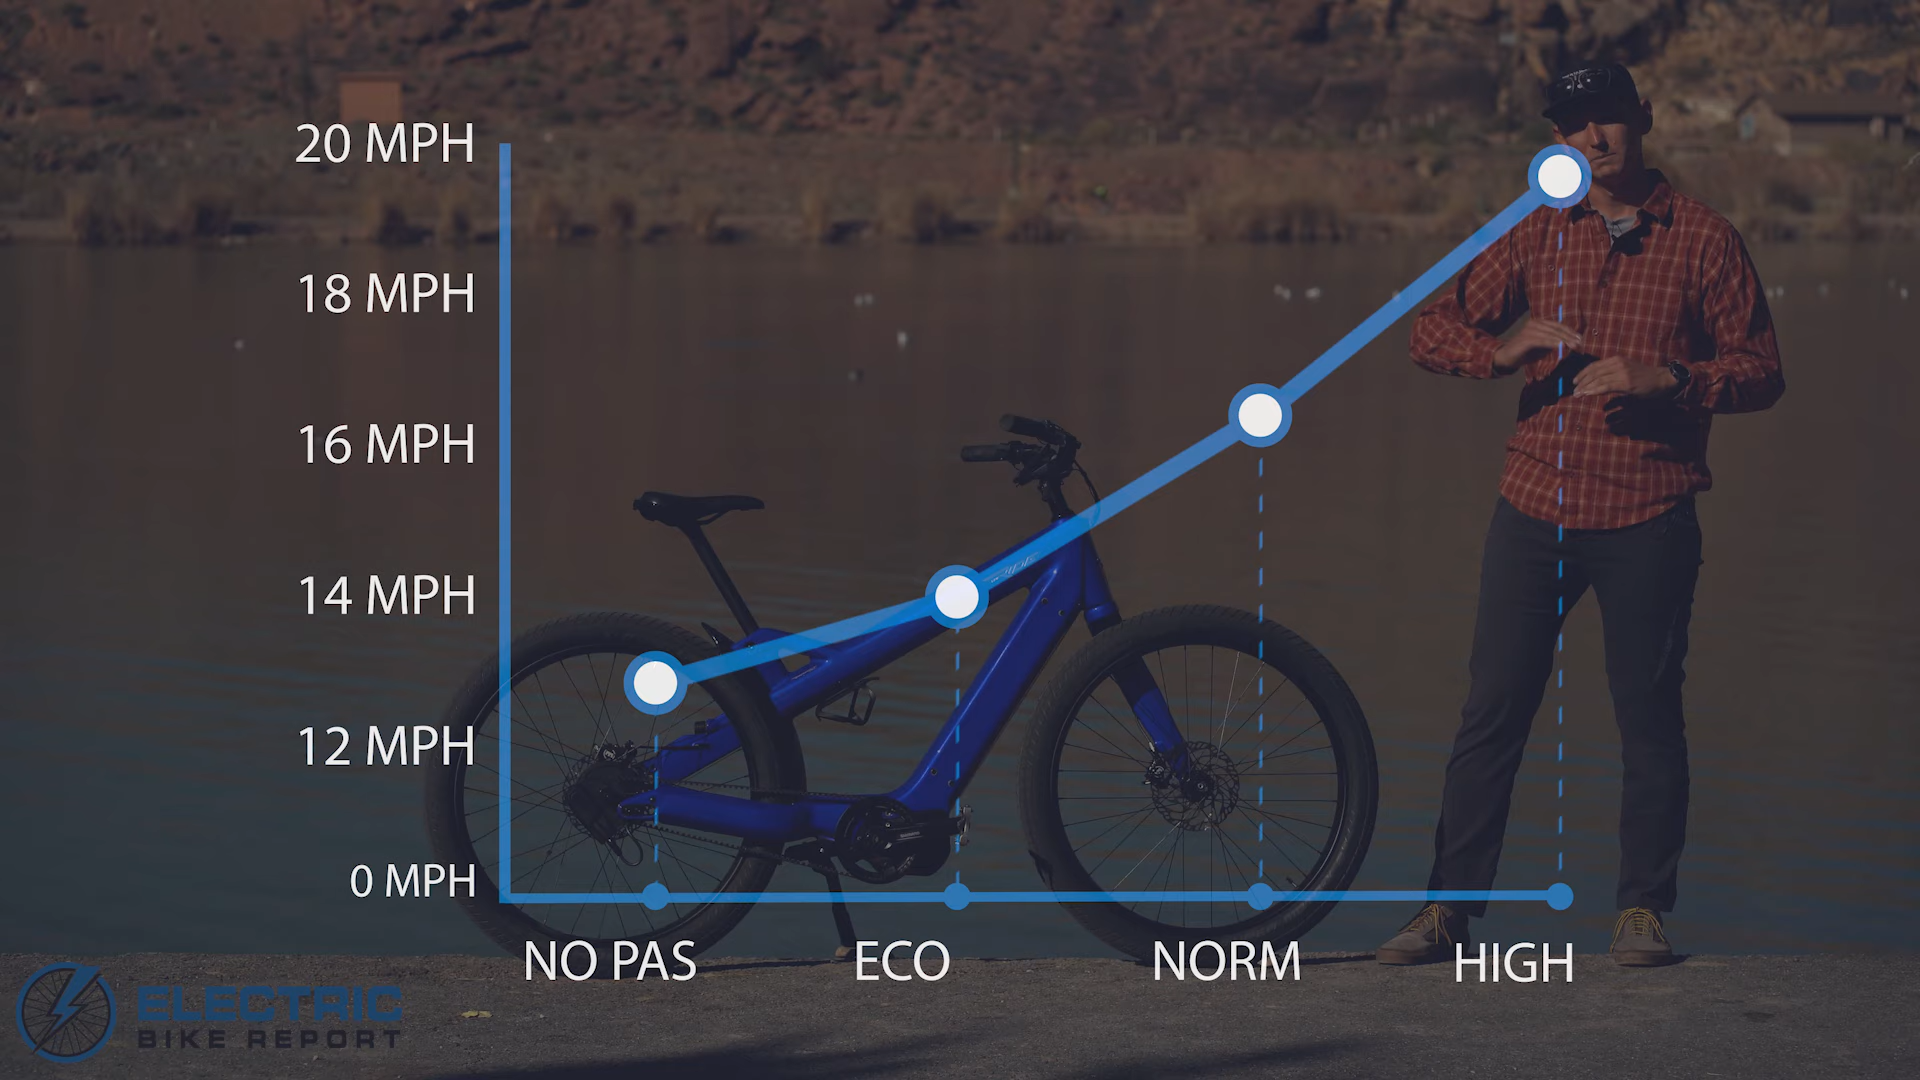 20 MPH
18 MPH
16 MPH
14 MPH
12 MPH
0 MPH
NO PAS ECO NORM HIGH
ELECTRIC
BIKE REPORT